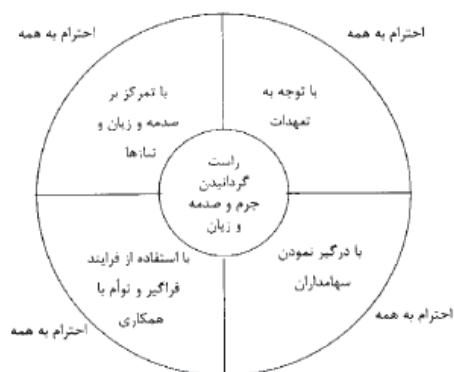 احترام به همه
احترام به همه
با توجه به
تعهدات
با تمرکز بر
صدمه و زیان و
نیازها
راست
گردانیدن
جرم و صدمه
و زیان
با درگیر نمودن
سهامداران
با استفاده از فرایند
فراگیر و توأم با
همکاری
احترام به همه
احترام به همه